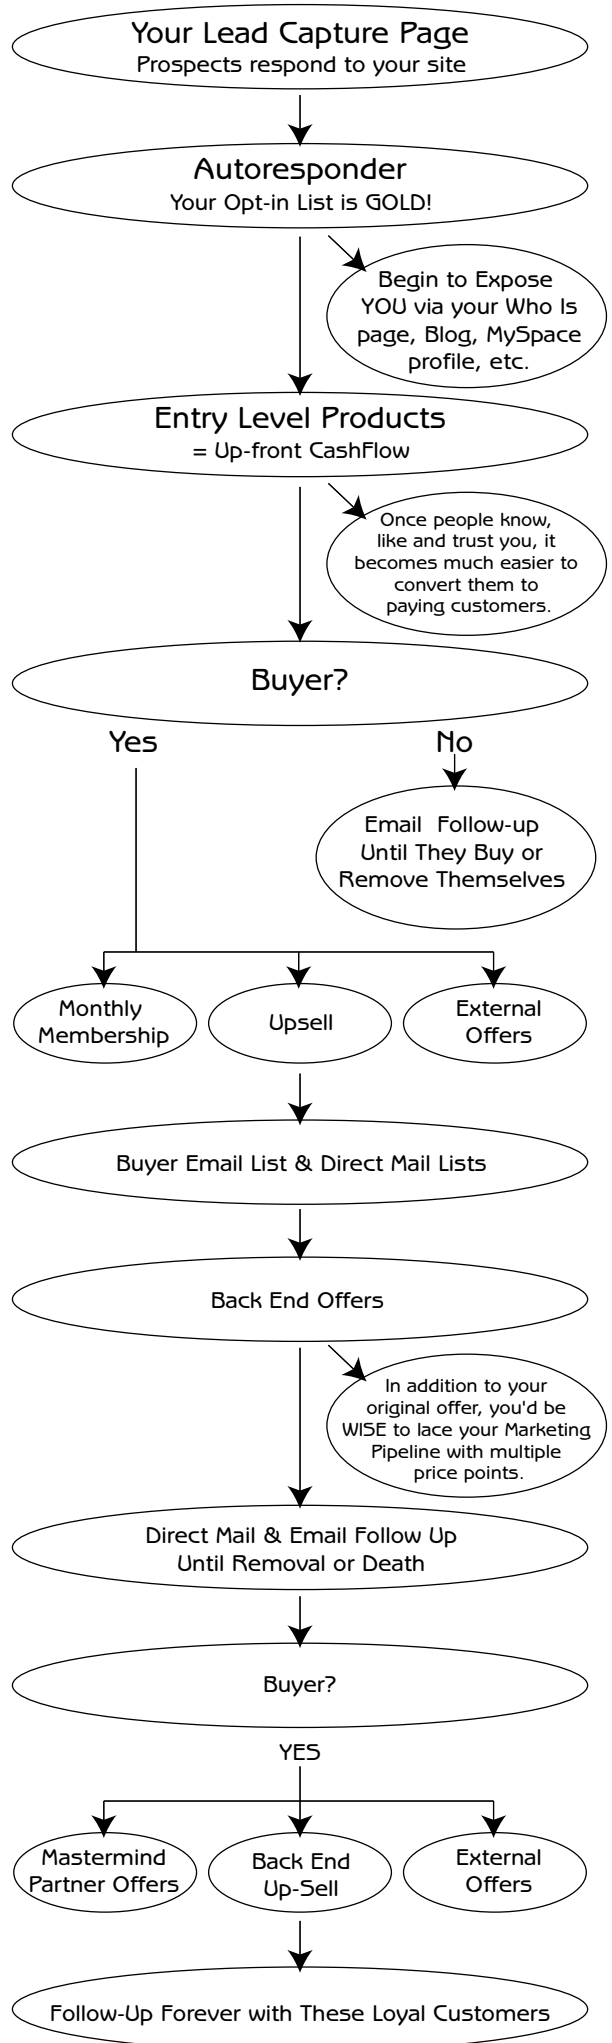 Your Lead Capture Page
Prospects respond to your site
Autoresponder
Your Opt-in List is GOLD!
Begin to Expose
YOU via your Who Is
page, Blog, MySpace
profile, etc.
Entry Level Products
= Up-front CashFlow
Once people know,
like and trust you, it
becomes much easier to
convert them to
paying customers.
Buyer?
Yes
No
Email Follow-up
Until They Buy or
Remove Themselves
Monthly
Membership
Upsell
External
Offers
Buyer Email List & Direct Mail Lists
Back End Offers
In addition to your
original offer, you'd be
WISE to lace your Marketing
Pipeline with multiple
price points.
Direct Mail & Email Follow Up
Until Removal or Death
Buyer?
YES
Mastermind
Partner Offers
Back End
Up-Sell
External
Offers
Follow-Up Forever with These Loyal Customers